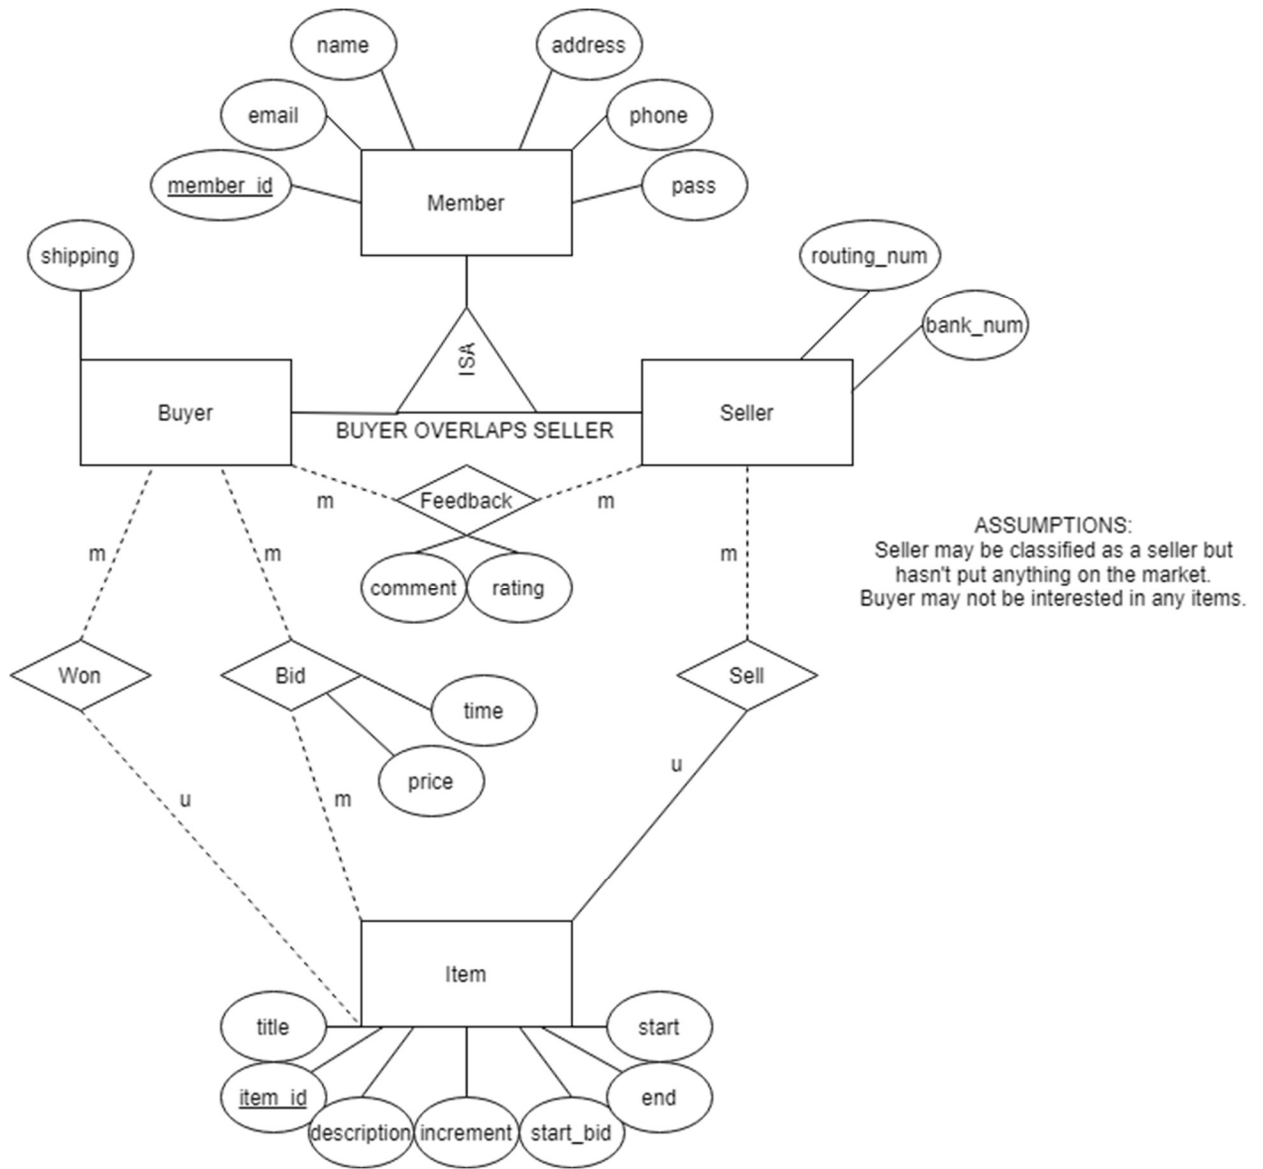 name
address
email
phone
member_id
Member
pass
shipping
routing_num
bank_num
ISA
Buyer
Seller
BUYER OVERLAPS SELLER
m
Feedback
m
ASSUMPTIONS:
Seller may be classified as a seller but
hasn't put anything on the market.
Buyer may not be interested in any items.
m
m
m
comment
rating
Won
Bid
Sell
time
price
u
u
m
Item
title
start
item_id
end
description
increment
start_bid